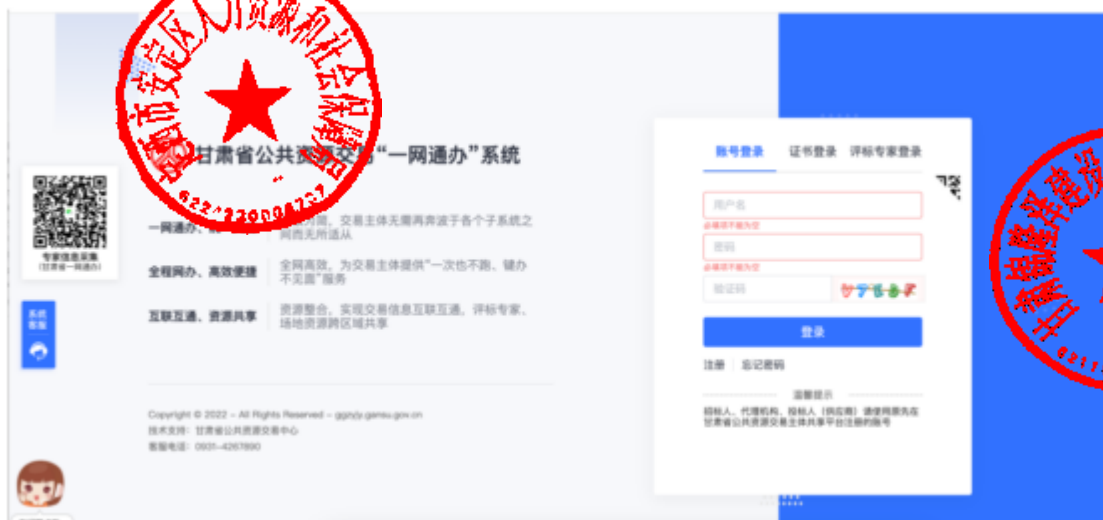 甘肃省公共资源交易“一网通办”系统
专家信息采集
(甘肃省一网通办)
一网通办、
交易主体无需再奔波于各个子系统之
间而无所适从
全程网办、高效便捷
全网高效，为交易主体提供“一次也不跑、键办
不见面”服务
互联互通、资源共享
资源整合，实现交易信息互联互通，评标专家、
场地资源跨区域共享
系统
客服
Copyright © 2022 - All Rights Reserved - ggzyjy.gansu.gov.cn
技术支持：甘肃省公共资源交易中心
客服电话：0931-4267890
账号登录 证书登录 评标专家登录
用户名
必填项不能为空
密码
必填项不能为空
验证码
登录
注册 忘记密码
温馨提示
招标人、代理机构、投标人（供应商）请使用原先在
甘肃省公共资源交易主体共享平台注册的账号
市安定区人力资源和社会保障局